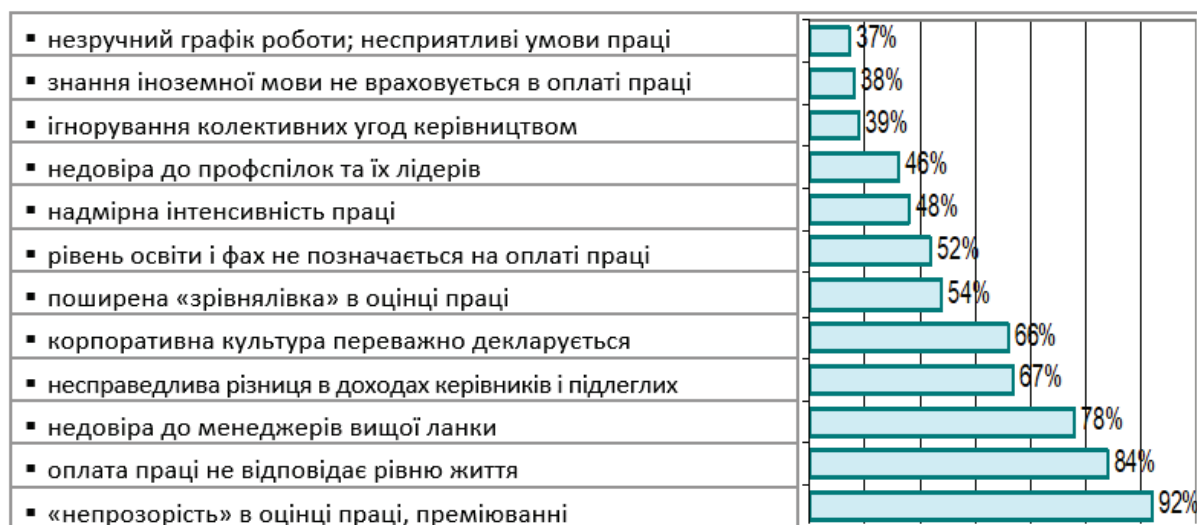 ▪ незручний графік роботи; несприятливі умови праці 37%
▪ знання іноземної мови не враховується в оплаті праці 38%
▪ ігнорування колективних угод керівництвом 39%
▪ недовіра до профспілок та їх лідерів 46%
▪ надмірна інтенсивність праці 48%
▪ рівень освіти і фах не позначається на оплаті праці 52%
▪ поширена «зрівнялівка» в оцінці праці 54%
▪ корпоративна культура переважно декларується 66%
▪ несправедлива різниця в доходах керівників і підлеглих 67%
▪ недовіра до менеджерів вищої ланки 78%
▪ оплата праці не відповідає рівню життя 84%
▪ «непрозорість» в оцінці праці, преміюванні 92%